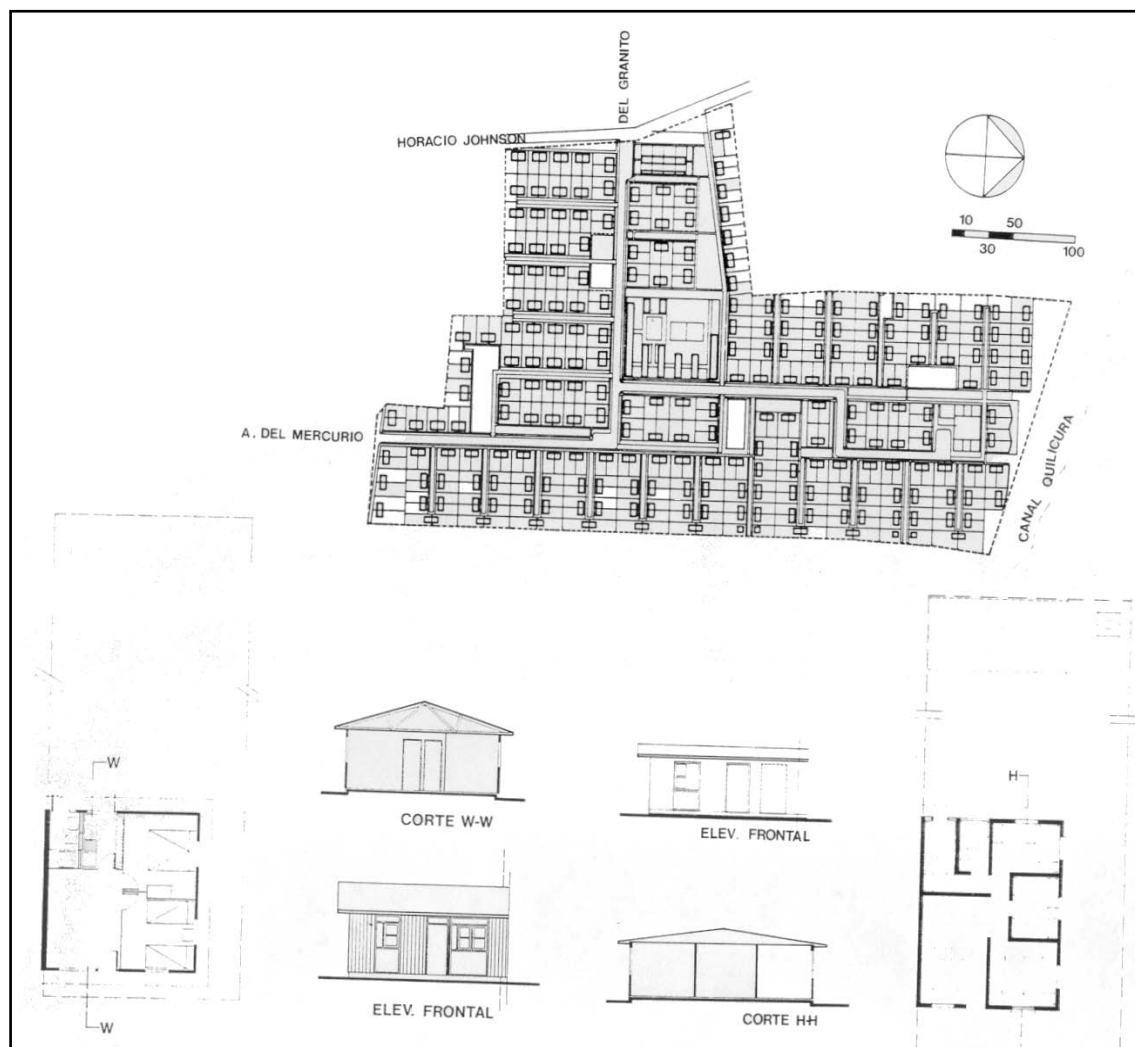 DEL GRANITO
HORACIO JOHNSON
10 50
30 100
A. DEL MERCURIO
CANAL QUILICURA
W
H
CORTE W-W
ELEV. FRONTAL
ELEV. FRONTAL
CORTE H-H
W